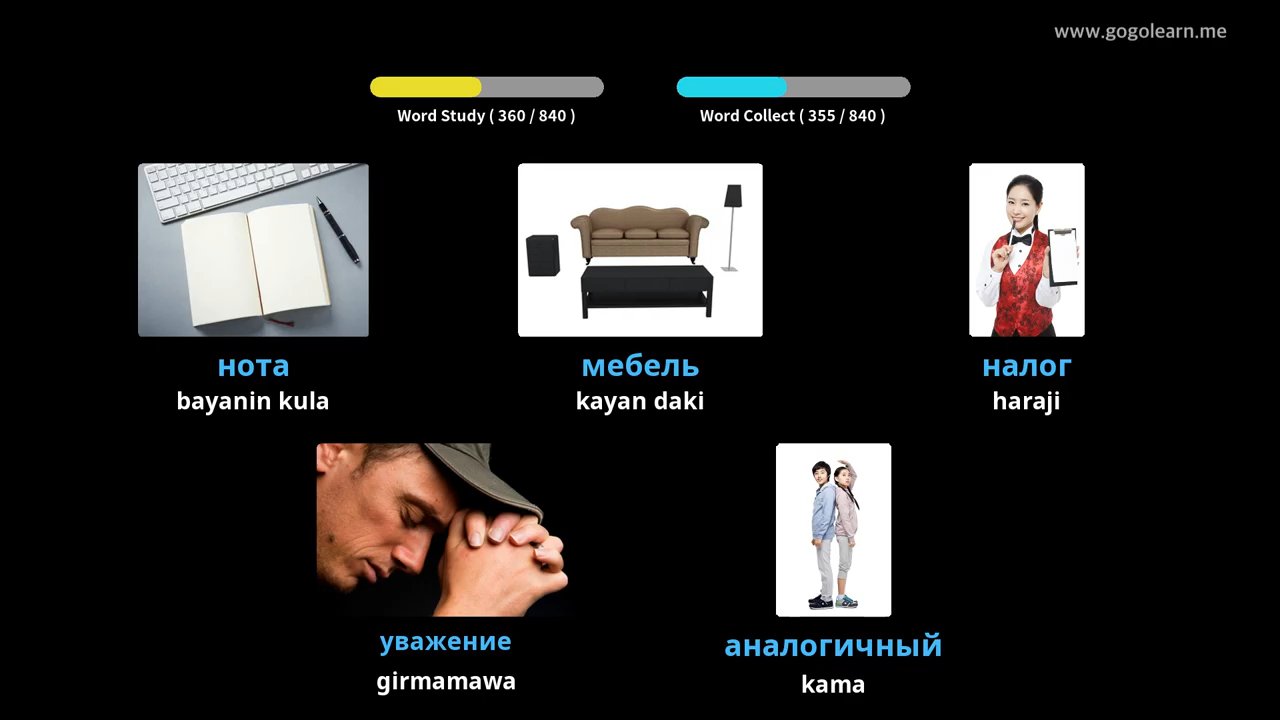 www.gogolearn.me
Word Study ( 360 / 840 )
Word Collect ( 355 / 840 )
нота
bayanin kula
мебель
kayan daki
налог
haraji
уважение
girmamawa
аналогичный
kama